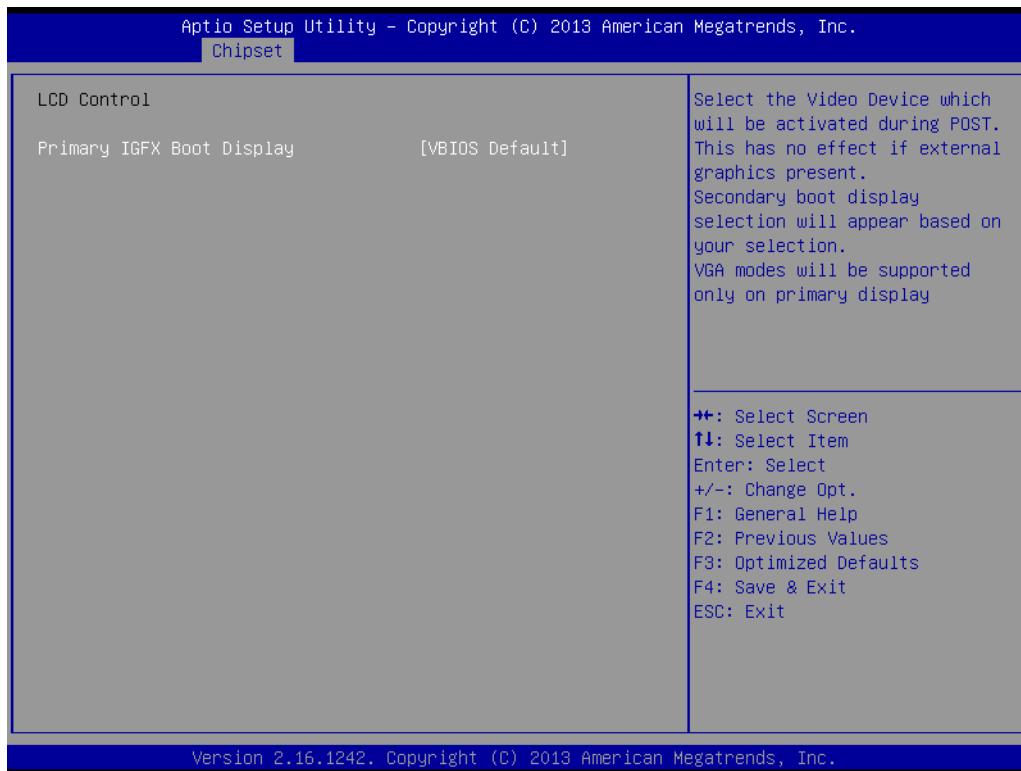 Aptio Setup Utility – Copyright (C) 2013 American Megatrends, Inc.
Chipset
LCD Control
Primary IGFX Boot Display [VBIOS Default]
Select the Video Device which
will be activated during POST.
This has no effect if external
graphics present.
Secondary boot display
selection will appear based on
your selection.
VGA modes will be supported
only on primary display
→←: Select Screen
↑↓: Select Item
Enter: Select
+/-: Change Opt.
F1: General Help
F2: Previous Values
F3: Optimized Defaults
F4: Save & Exit
ESC: Exit
Version 2.16.1242. Copyright (C) 2013 American Megatrends, Inc.